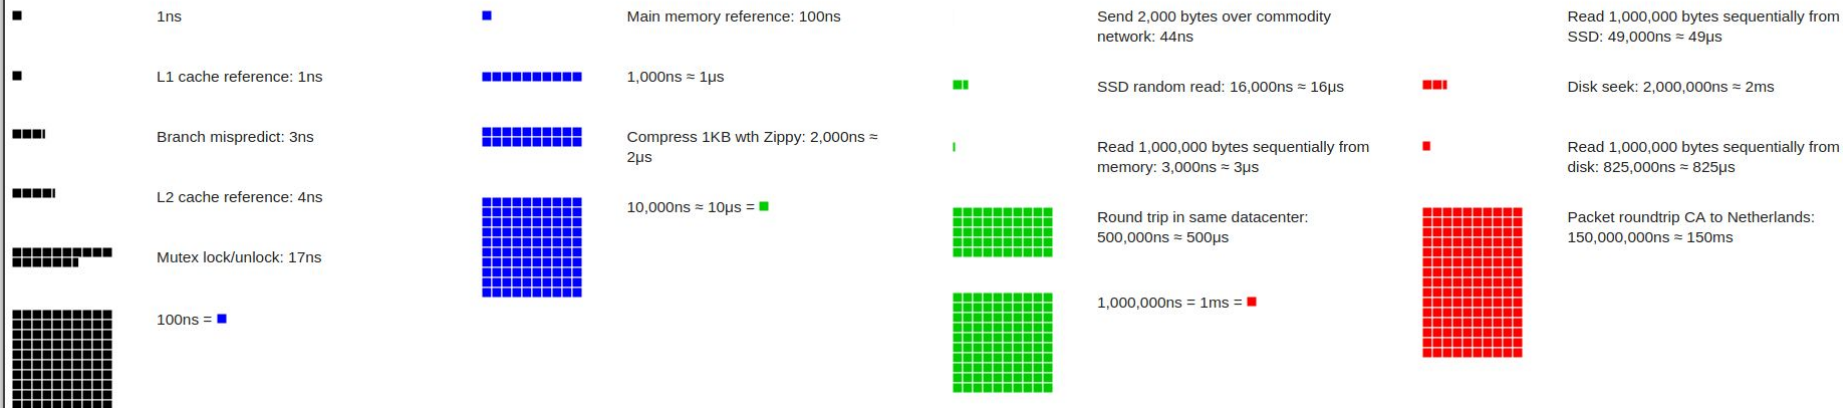 1ns
L1 cache reference: 1ns
Branch mispredict: 3ns
L2 cache reference: 4ns
Mutex lock/unlock: 17ns
100ns =
Main memory reference: 100ns
1,000ns ≈ 1μs
Compress 1KB wth Zippy: 2,000ns ≈
2μs
10,000ns ≈ 10μs =
Send 2,000 bytes over commodity
network: 44ns
SSD random read: 16,000ns ≈ 16μs
Read 1,000,000 bytes sequentially from
memory: 3,000ns ≈ 3μs
Round trip in same datacenter:
500,000ns ≈ 500μs
1,000,000ns = 1ms =
Read 1,000,000 bytes sequentially from
SSD: 49,000ns ≈ 49μs
Disk seek: 2,000,000ns ≈ 2ms
Read 1,000,000 bytes sequentially from
disk: 825,000ns ≈ 825μs
Packet roundtrip CA to Netherlands:
150,000,000ns ≈ 150ms